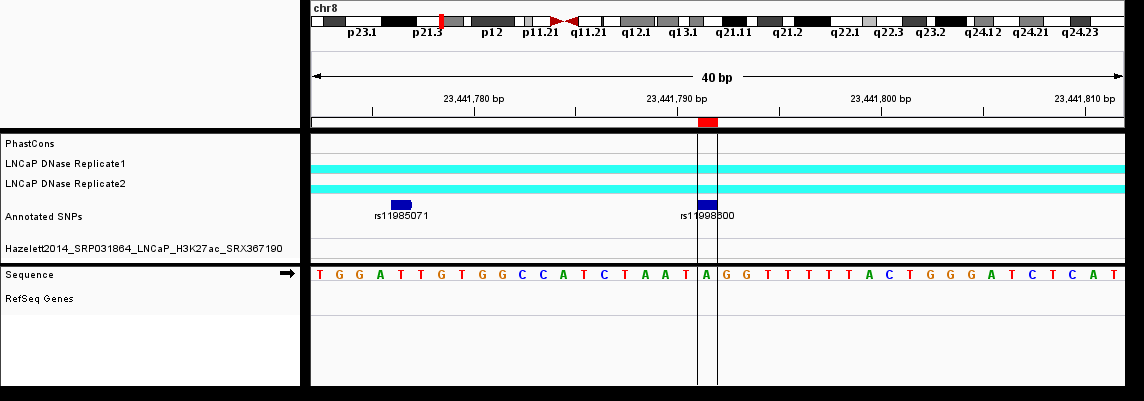 chr8
p23.1 p21.3 p12 p11.21 q11.21 q12.1 q13.1 q21.11 q21.2 q22.1 q22.3 q23.2 q24.12 q24.21 q24.23
40 bp
23,441,780 bp 23,441,790 bp 23,441,800 bp 23,441,810 bp
PhastCons
LNCaP DNase Replicate1
LNCaP DNase Replicate2
Annotated SNPs
rs11985071 rs11998600
Hazelett2014_SRP031864_LNCaP_H3K27ac_SRX367190
Sequence T G G A T T G T G G C C A T C T A A T A G G T T T T T A C T G G G A T C T C A T
RefSeq Genes